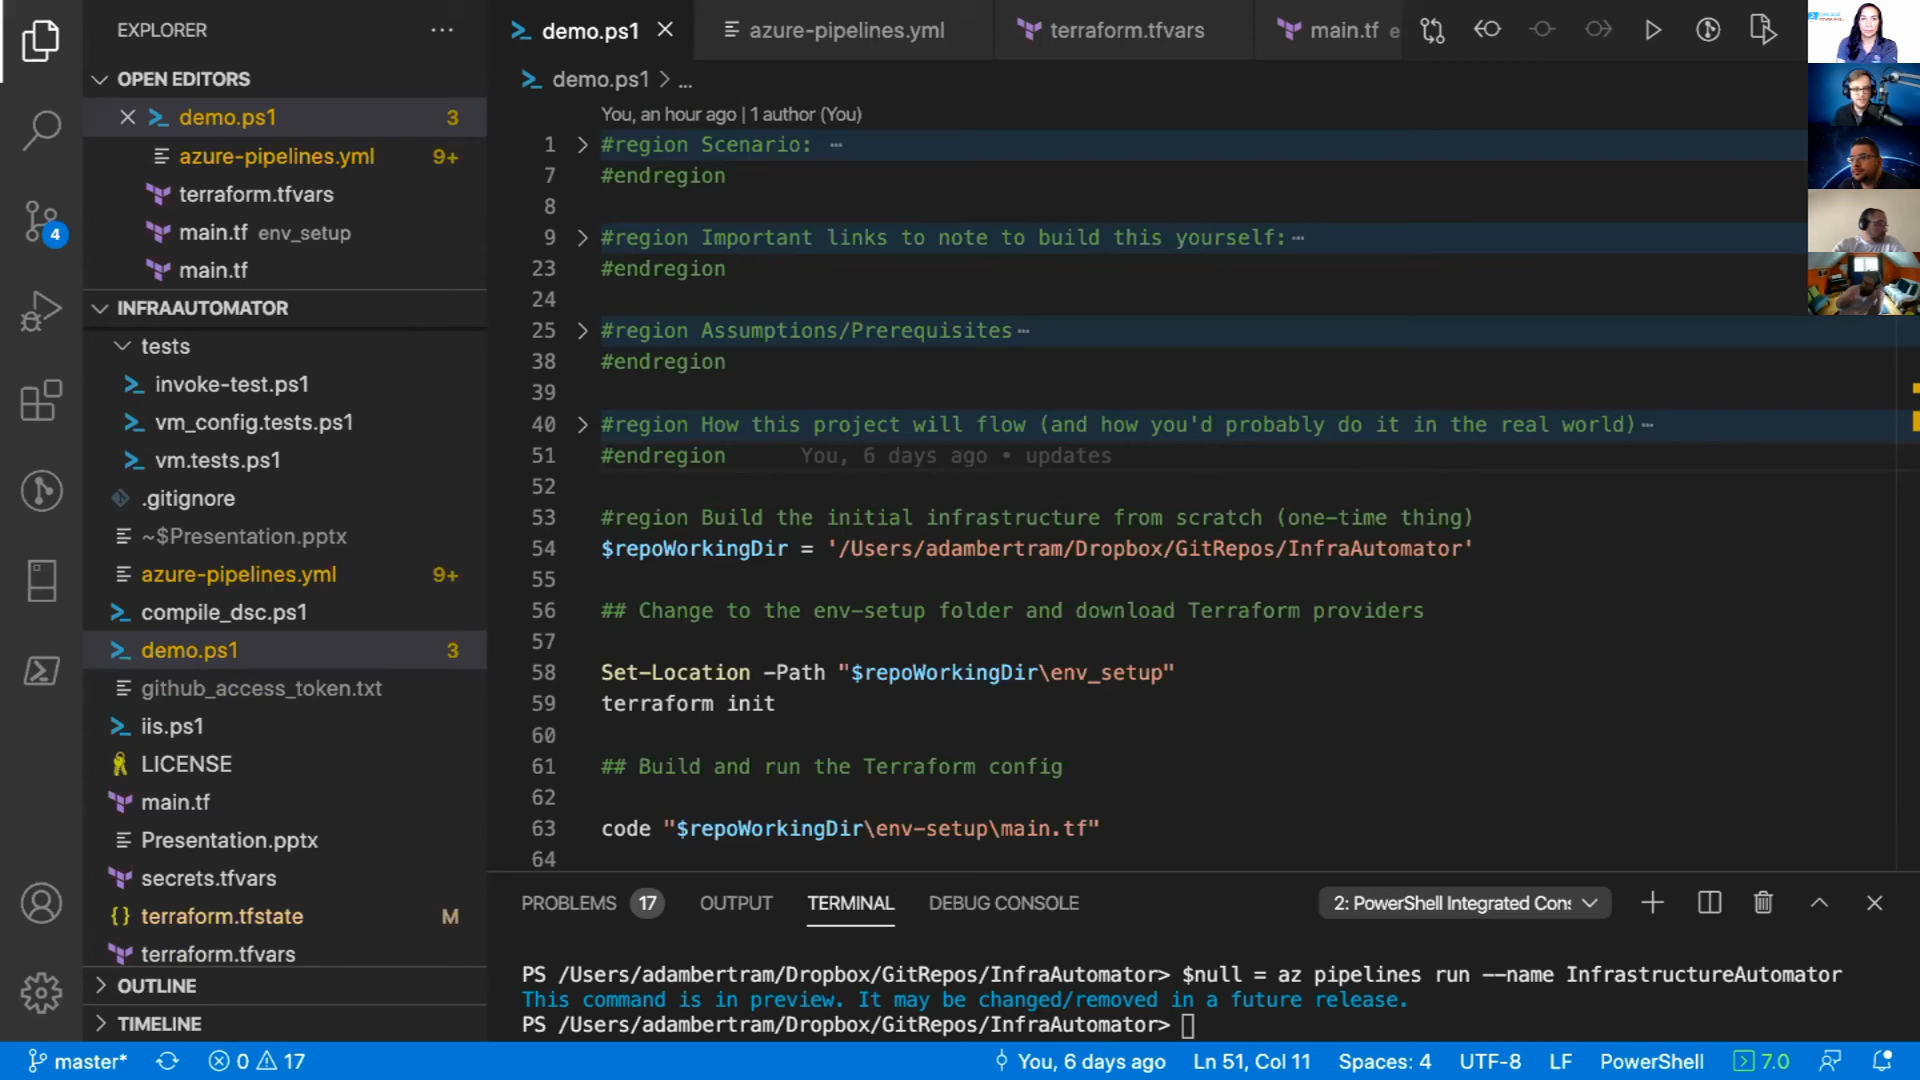 EXPLORER
OPEN EDITORS
demo.ps1 3
azure-pipelines.yml 9+
terraform.tfvars
main.tf env_setup
main.tf
INFRAAUTOMATOR
tests
invoke-test.ps1
vm_config.tests.ps1
vm.tests.ps1
.gitignore
~$Presentation.pptx
azure-pipelines.yml 9+
compile_dsc.ps1
demo.ps1 3
github_access_token.txt
iis.ps1
LICENSE
main.tf
Presentation.pptx
secrets.tfvars
terraform.tfstate M
terraform.tfvars
OUTLINE
TIMELINE
4
demo.ps1 azure-pipelines.yml terraform.tfvars main.tf e
demo.ps1 > ...
You, an hour ago | 1 author (You)
1 #region Scenario: ...
7 #endregion
8
9 #region Important links to note to build this yourself: ...
23 #endregion
24
25 #region Assumptions/Prerequisites ...
38 #endregion
39
40 #region How this project will flow (and how you'd probably do it in the real world) ...
51 #endregion You, 6 days ago • updates
52
53 #region Build the initial infrastructure from scratch (one-time thing)
54 $repoWorkingDir = '/Users/adambertram/Dropbox/GitRepos/InfraAutomator'
55
56 ## Change to the env-setup folder and download Terraform providers
57
58 Set-Location -Path "$repoWorkingDir\env_setup"
59 terraform init
60
61 ## Build and run the Terraform config
62
63 code "$repoWorkingDir\env-setup\main.tf"
64
PROBLEMS 17 OUTPUT TERMINAL DEBUG CONSOLE 2: PowerShell Integrated Con
PS /Users/adambertram/Dropbox/GitRepos/InfraAutomator> $null = az pipelines run --name InfrastructureAutomator
This command is in preview. It may be changed/removed in a future release.
PS /Users/adambertram/Dropbox/GitRepos/InfraAutomator>
master* 0 17 You, 6 days ago Ln 51, Col 11 Spaces: 4 UTF-8 LF PowerShell 7.0